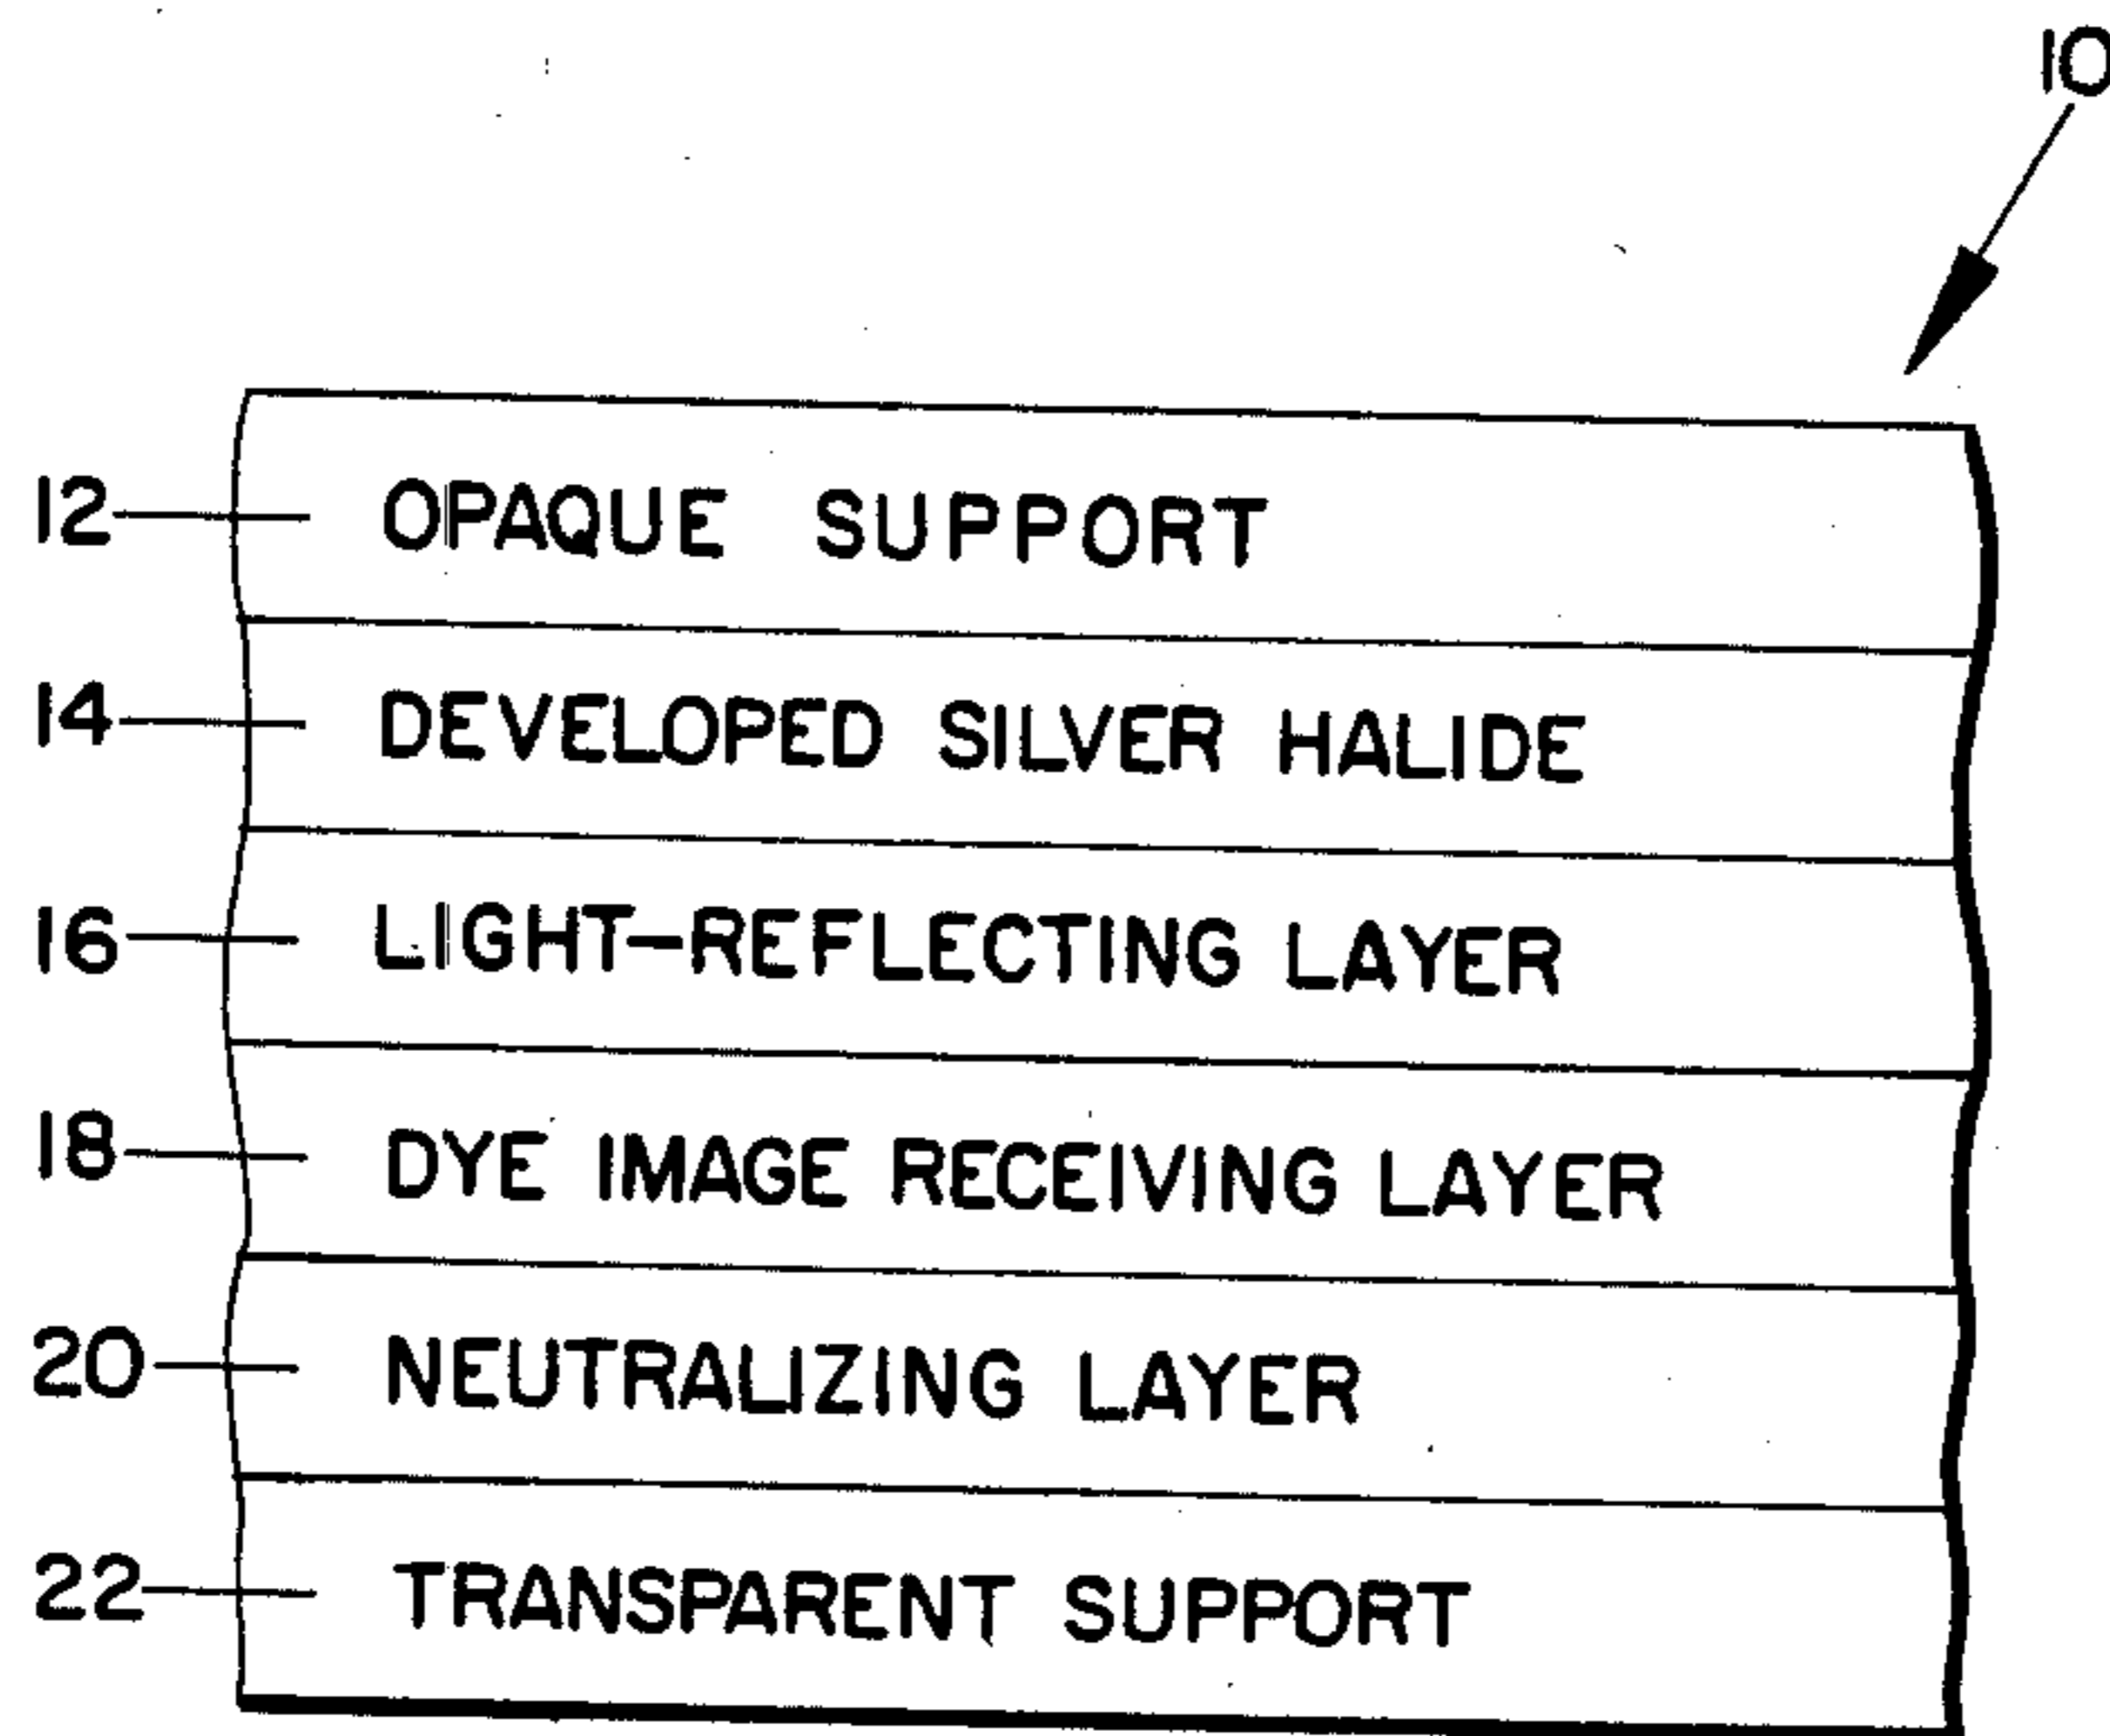 10
12 OPAQUE SUPPORT
14 DEVELOPED SILVER HALIDE
16 LIGHT-REFLECTING LAYER
18 DYE IMAGE RECEIVING LAYER
20 NEUTRALIZING LAYER
22 TRANSPARENT SUPPORT